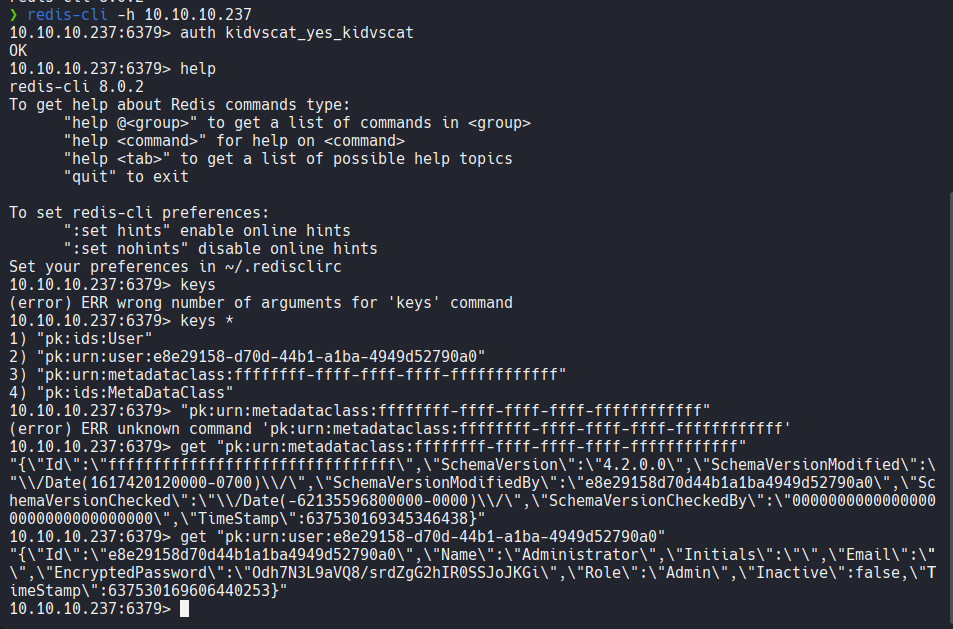 ❯ redis-cli -h 10.10.10.237
10.10.10.237:6379> auth kidvscat_yes_kidvscat
OK
10.10.10.237:6379> help
redis-cli 8.0.2
To get help about Redis commands type:
      "help @<group>" to get a list of commands in <group>
      "help <command>" for help on <command>
      "help <tab>" to get a list of possible help topics
      "quit" to exit

To set redis-cli preferences:
      ":set hints" enable online hints
      ":set nohints" disable online hints
Set your preferences in ~/.redisclirc
10.10.10.237:6379> keys
(error) ERR wrong number of arguments for 'keys' command
10.10.10.237:6379> keys *
1) "pk:ids:User"
2) "pk:urn:user:e8e29158-d70d-44b1-a1ba-4949d52790a0"
3) "pk:urn:metadataclass:ffffffff-ffff-ffff-ffff-ffffffffffff"
4) "pk:ids:MetaDataClass"
10.10.10.237:6379> "pk:urn:metadataclass:ffffffff-ffff-ffff-ffff-ffffffffffff"
(error) ERR unknown command 'pk:urn:metadataclass:ffffffff-ffff-ffff-ffff-ffffffffffff'
10.10.10.237:6379> get "pk:urn:metadataclass:ffffffff-ffff-ffff-ffff-ffffffffffff"
"{\"Id\":\"ffffffffffffffffffffffffffffffff\",\"SchemaVersion\":\"4.2.0.0\",\"SchemaVersionModified\":\
"\\/Date(1617420120000-0700)\\/\",\"SchemaVersionModifiedBy\":\"e8e29158d70d44b1a1ba4949d52790a0\",\"Sc
hemaVersionChecked\":\"\\/Date(-62135596800000-0000)\\/\",\"SchemaVersionCheckedBy\":\"0000000000000000
0000000000000000\",\"TimeStamp\":637530169345346438}"
10.10.10.237:6379> get "pk:urn:user:e8e29158-d70d-44b1-a1ba-4949d52790a0"
"{\"Id\":\"e8e29158d70d44b1a1ba4949d52790a0\",\"Name\":\"Administrator\",\"Initials\":\"\",\"Email\":\"
\",\"EncryptedPassword\":\"Odh7N3L9aVQ8/srdZgG2hIR0SSJoJKGi\",\"Role\":\"Admin\",\"Inactive\":false,\"T
imeStamp\":637530169606440253}"
10.10.10.237:6379>